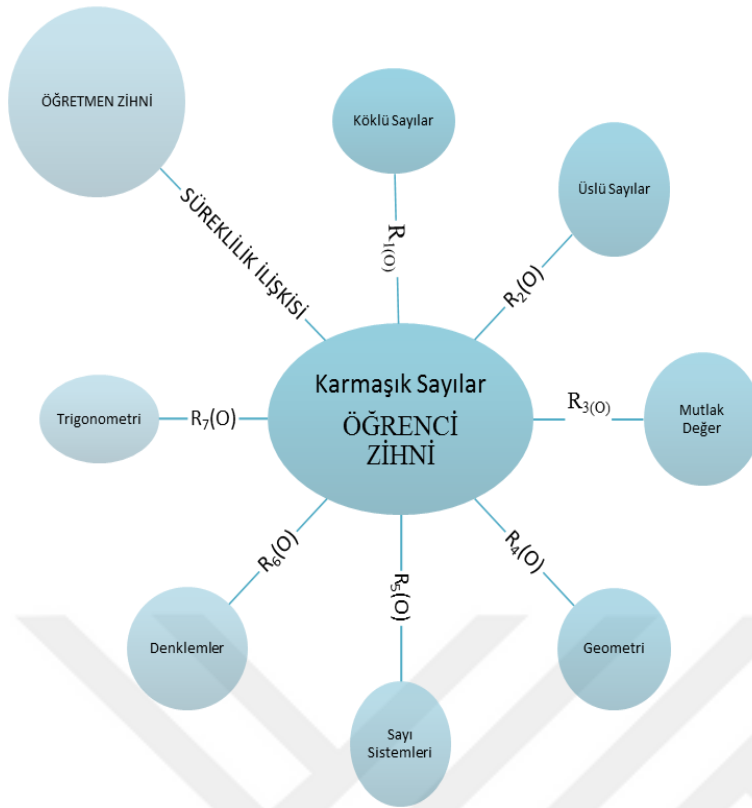 ÖĞRETMEN ZİHNİ
Köklü Sayılar
Üslü Sayılar
SÜREKLİLİK İLİŞKİSİ
R1(O)
R2(O)
Karmaşık Sayılar
ÖĞRENCİ
ZİHNİ
Trigonometri
R7(O)
R3(O)
Mutlak
Değer
R6(O)
R5(O)
R4(O)
Denklemler
Geometri
Sayı
Sistemleri